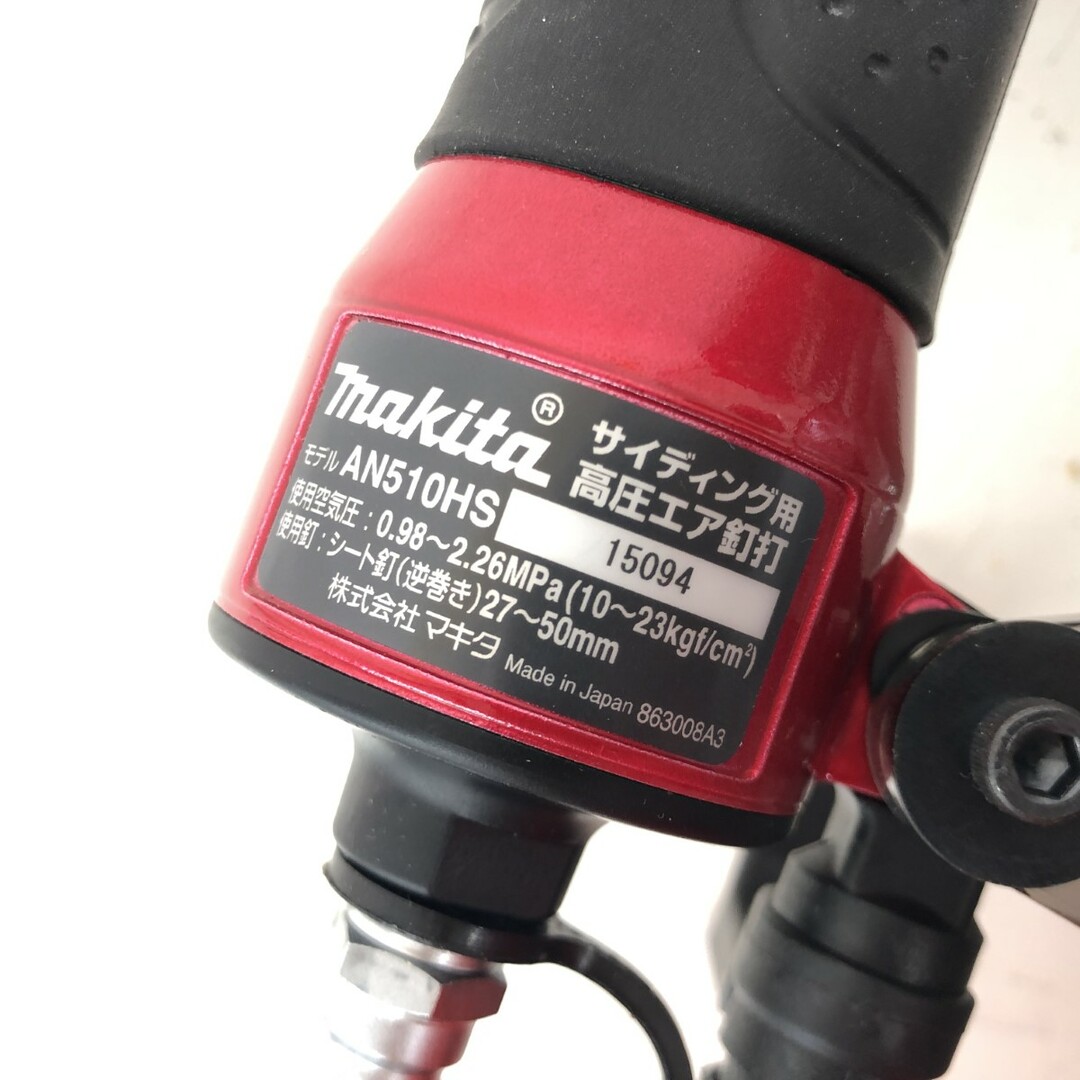 makita®
サイディング用
高圧エア釘打
モデル AN510HS
15094
使用空気圧：0.98～2.26MPa(10～23kgf/cm²)
使用釘：シート釘(逆巻き)27～50mm
株式会社 マキタ Made in Japan 863008A3